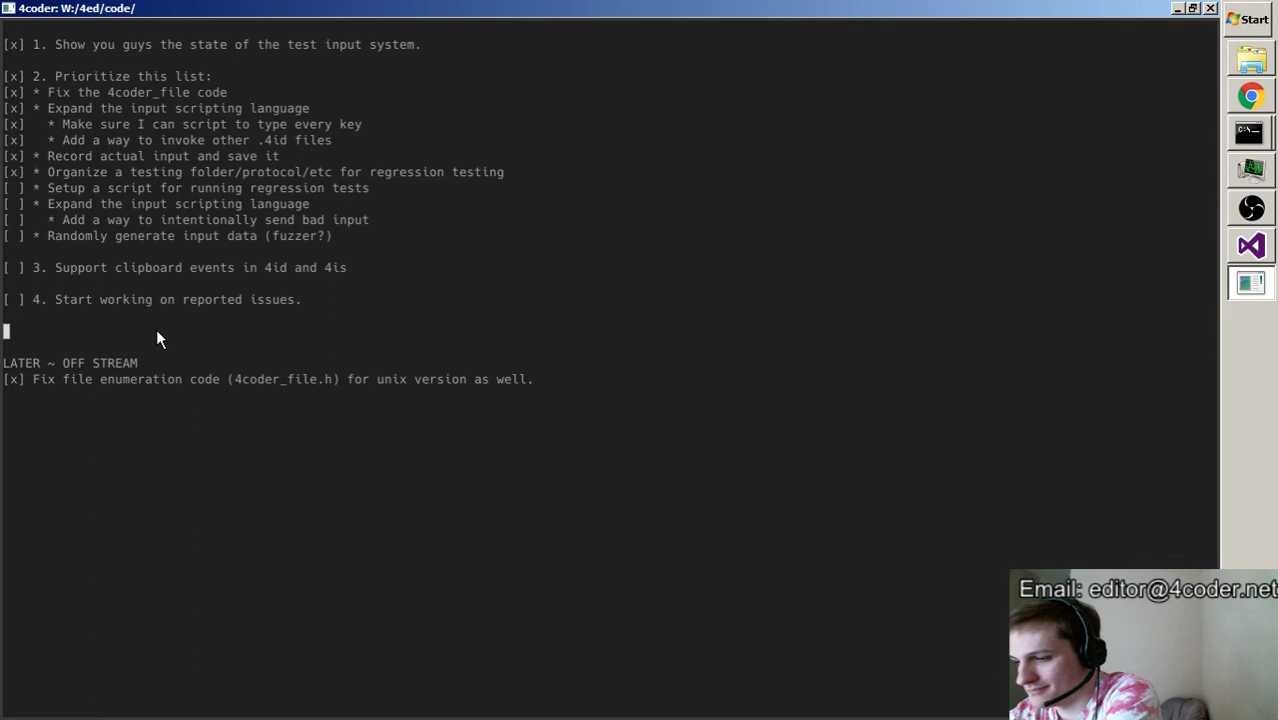 4coder: W:/4ed/code/
Start
[x] 1. Show you guys the state of the test input system.
[x] 2. Prioritize this list:
[x] * Fix the 4coder_file code
[x] * Expand the input scripting language
[x]   * Make sure I can script to type every key
[x]   * Add a way to invoke other .4id files
[x] * Record actual input and save it
[x] * Organize a testing folder/protocol/etc for regression testing
[ ] * Setup a script for running regression tests
[ ] * Expand the input scripting language
[ ]   * Add a way to intentionally send bad input
[ ] * Randomly generate input data (fuzzer?)
[ ] 3. Support clipboard events in 4id and 4is
[ ] 4. Start working on reported issues.
LATER ~ OFF STREAM
[x] Fix file enumeration code (4coder_file.h) for unix version as well.
Email: editor@4coder.net